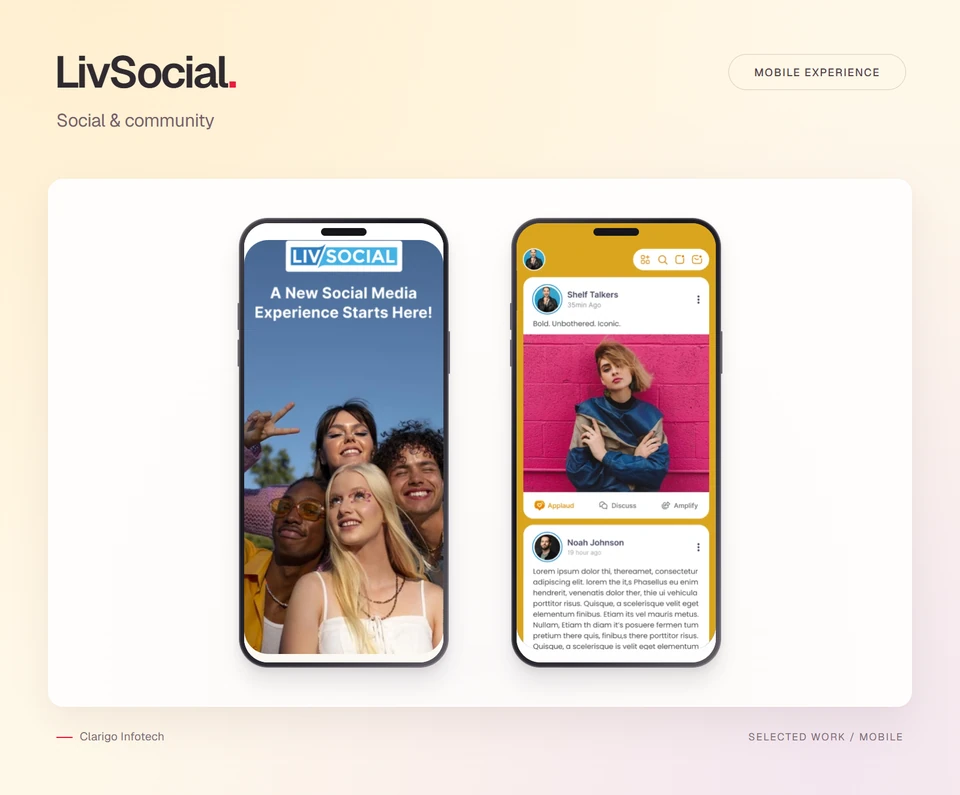 LivSocial.
MOBILE EXPERIENCE
Social & community
LIV/SOCIAL
A New Social Media
Experience Starts Here!
Shelf Talkers
35min Ago
Bold. Unbothered. Iconic.
Applaud
Discuss
Amplify
Noah Johnson
19 hour ago
Lorem ipsum dolor thi, thereamet, consectetur
adipiscing elit. lorem the it,s Phasellus eu enim
hendrerit, venenatis dolor ther, thie ui vehicula
porttitor risus. Quisque, a scelerisque velit eget
elementum finibus. Etiam its vel mauris metus.
Nullam, Etiam th diam it's posuere fermen tum
pretium there quis, finibu,s there porttitor risus.
Quisque, a scelerisque is velit eget elementum
Clarigo Infotech
SELECTED WORK / MOBILE